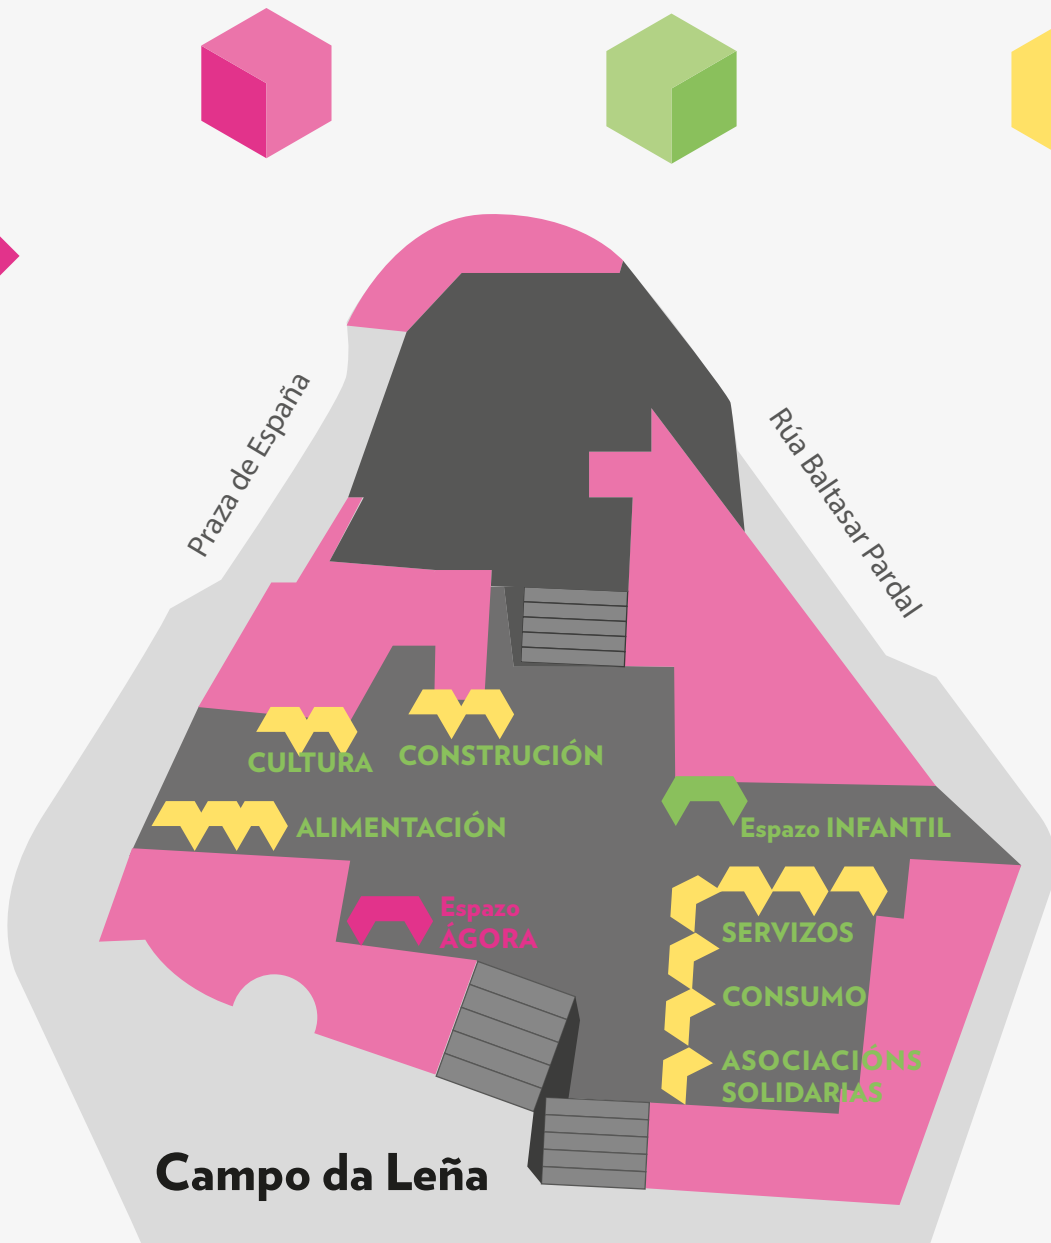 Praza de España
Rúa Baltasar Pardal
CULTURA
CONSTRUCIÓN
ALIMENTACIÓN
Espazo INFANTIL
Espazo
ÁGORA
SERVIZOS
CONSUMO
ASOCIACIÓNS
SOLIDARIAS
Campo da Leña